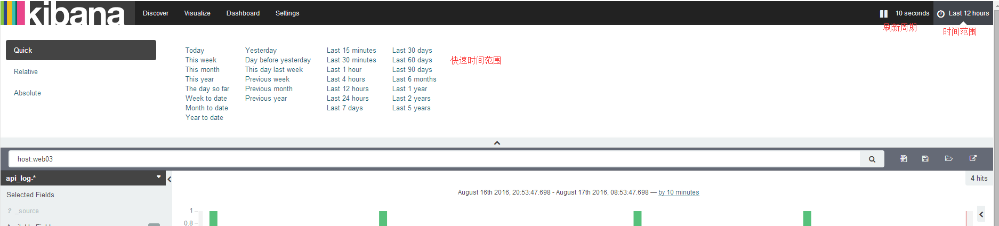 kibana Discover Visualize Dashboard Settings 10 seconds Last 12 hours
刷新周期 时间范围
Quick
Relative
Absolute
Today Yesterday Last 15 minutes Last 30 days
This week Day before yesterday Last 30 minutes Last 60 days 快速时间范围
This month This day last week Last 1 hour Last 90 days
This year Previous week Last 4 hours Last 6 months
The day so far Previous month Last 12 hours Last 1 year
Week to date Previous year Last 24 hours Last 2 years
Month to date Last 7 days Last 5 years
Year to date
host:web03
api_log-* 4 hits
Selected Fields
August 16th 2016, 20:53:47.698 - August 17th 2016, 08:53:47.698 — by 10 minutes
? _source
1
0.8